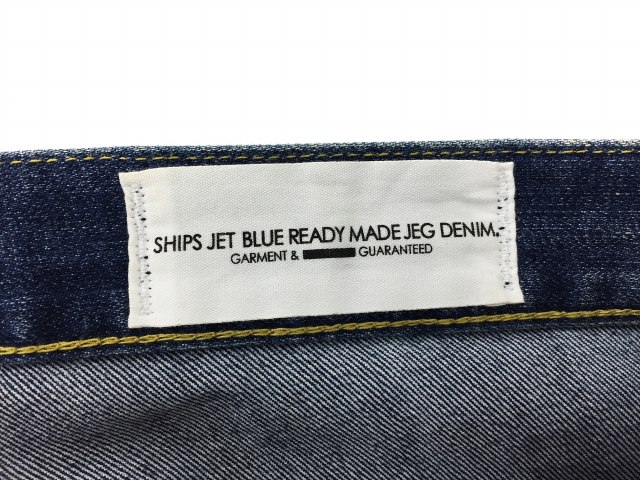 SHIPS JET BLUE READY MADE JEG DENIM.-
GARMENT & GUARANTEED